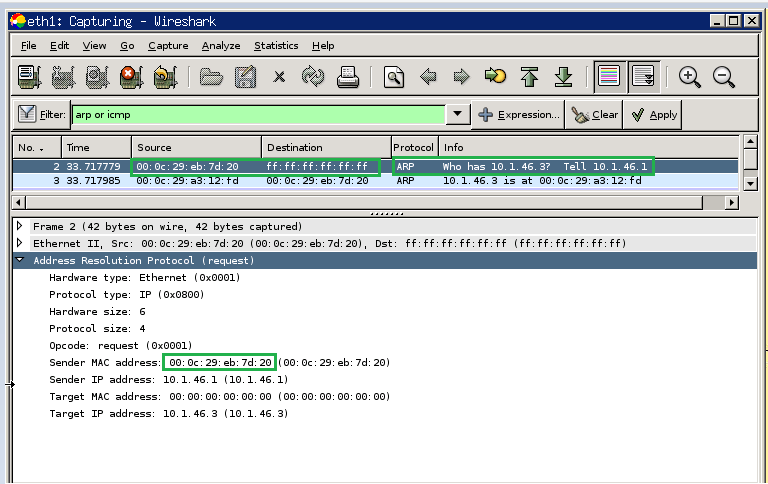 eth1: Capturing - Wireshark
File Edit View Go Capture Analyze Statistics Help
Filter: arp or icmp Expression... Clear Apply
No. . Time Source Destination Protocol Info
2 33.717779 00:0c:29:eb:7d:20 ff:ff:ff:ff:ff:ff ARP Who has 10.1.46.3? Tell 10.1.46.1
3 33.717985 00:0c:29:a3:12:fd 00:0c:29:eb:7d:20 ARP 10.1.46.3 is at 00:0c:29:a3:12:fd
Frame 2 (42 bytes on wire, 42 bytes captured)
Ethernet II, Src: 00:0c:29:eb:7d:20 (00:0c:29:eb:7d:20), Dst: ff:ff:ff:ff:ff:ff (ff:ff:ff:ff:ff:ff)
Address Resolution Protocol (request)
Hardware type: Ethernet (0x0001)
Protocol type: IP (0x0800)
Hardware size: 6
Protocol size: 4
Opcode: request (0x0001)
Sender MAC address: 00:0c:29:eb:7d:20 (00:0c:29:eb:7d:20)
Sender IP address: 10.1.46.1 (10.1.46.1)
Target MAC address: 00:00:00:00:00:00 (00:00:00:00:00:00)
Target IP address: 10.1.46.3 (10.1.46.3)